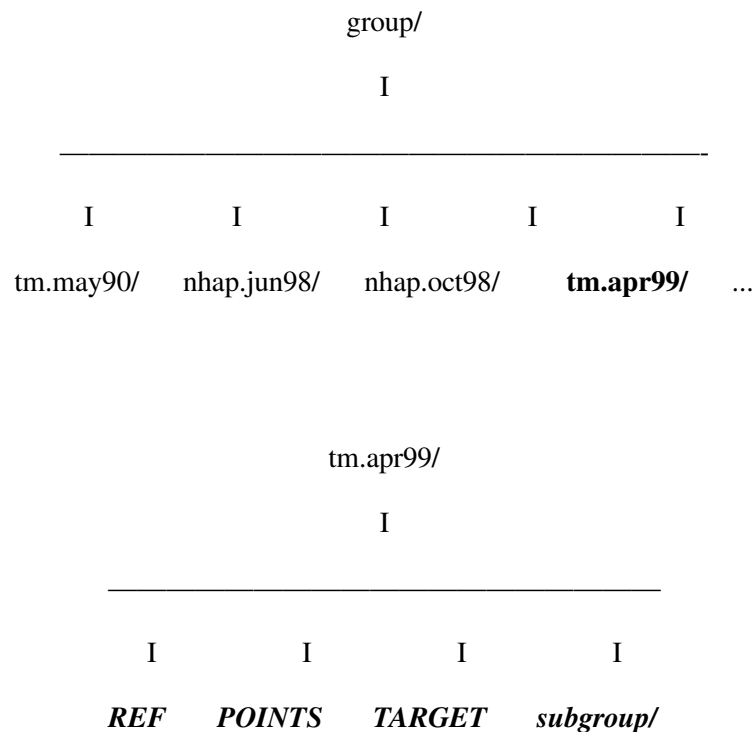 group/
I
———————————————————————-
I I I I I
tm.may90/ nhap.jun98/ nhap.oct98/ tm.apr99/ ...
tm.apr99/
I
———————————————————
I I I I
REF POINTS TARGET subgroup/